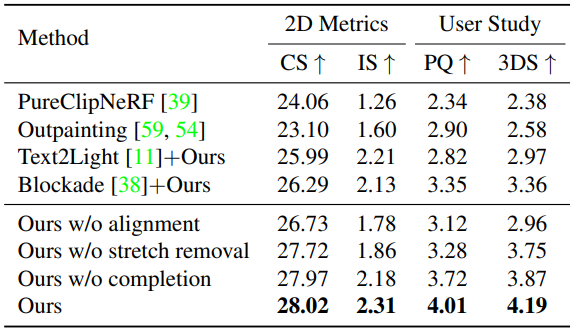 Method 2D Metrics User Study
CS ↑ IS ↑ PQ ↑ 3DS ↑
PureClipNeRF [39] 24.06 1.26 2.34 2.38
Outpainting [59, 54] 23.10 1.60 2.90 2.58
Text2Light [11]+Ours 25.99 2.21 2.82 2.97
Blockade [38]+Ours 26.29 2.13 3.35 3.36
Ours w/o alignment 26.73 1.78 3.12 2.96
Ours w/o stretch removal 27.72 1.86 3.28 3.75
Ours w/o completion 27.97 2.18 3.72 3.87
Ours 28.02 2.31 4.01 4.19